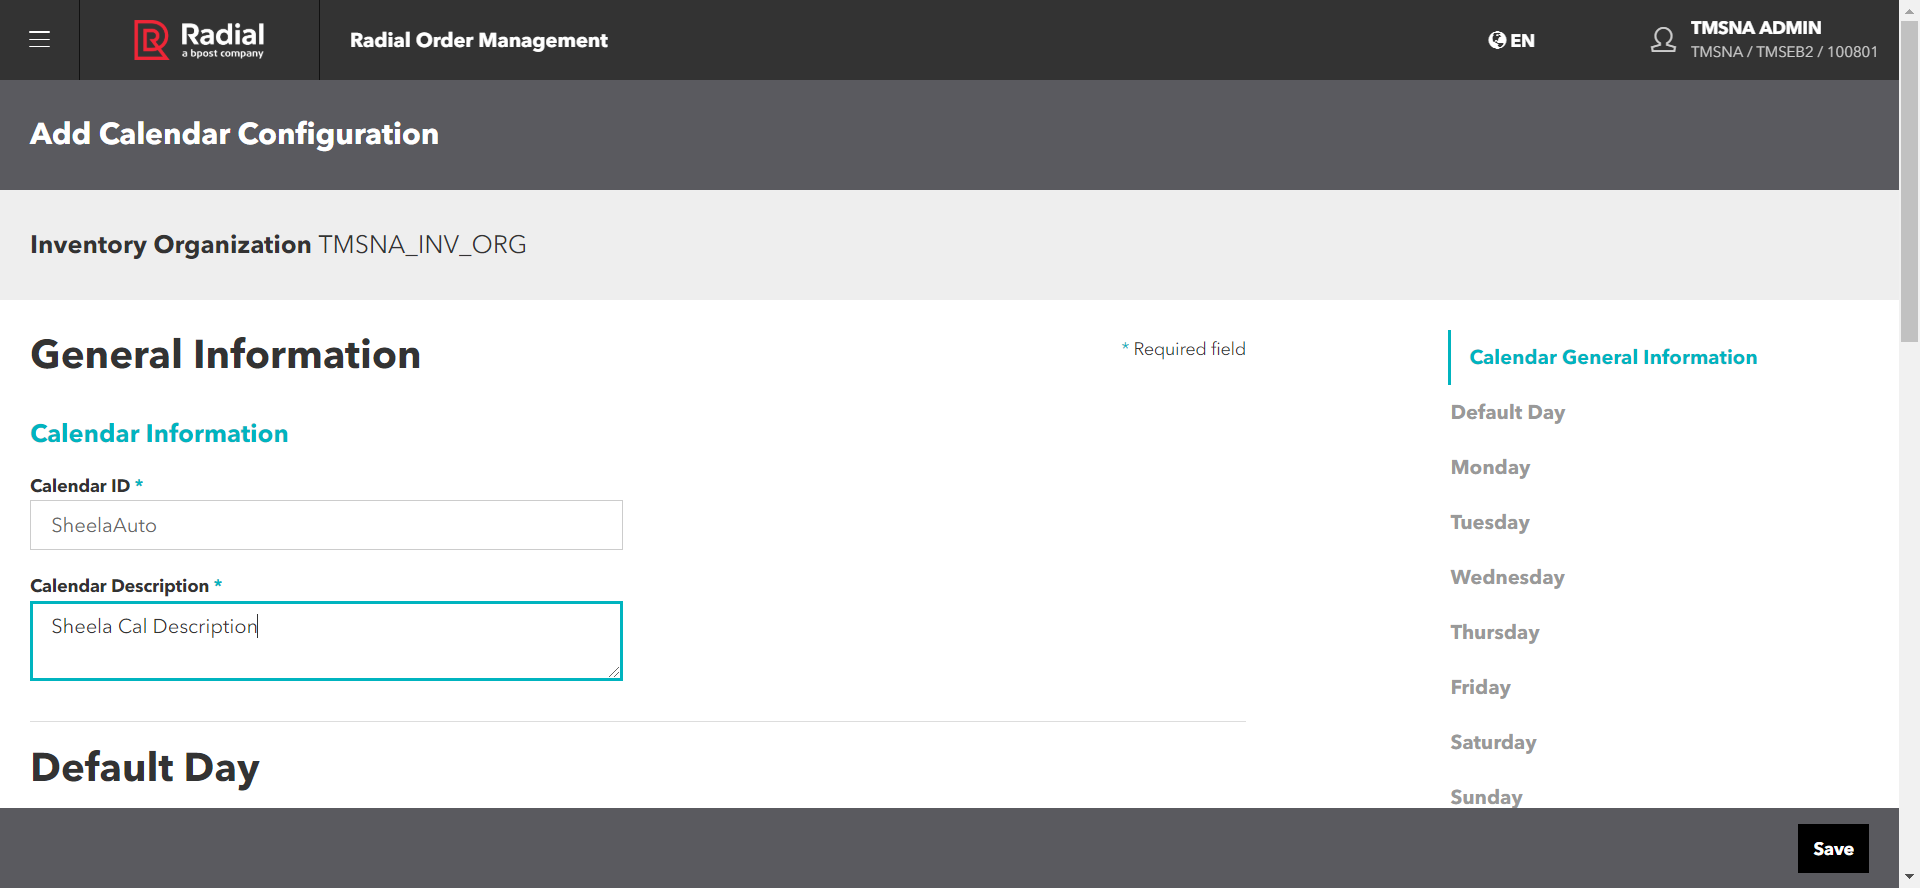 Radial
a bpost company
Radial Order Management
EN
TMSNA ADMIN
TMSNA / TMSEB2 / 100801
Add Calendar Configuration
Inventory Organization TMSNA_INV_ORG
General Information
* Required field
Calendar Information
Calendar ID *
SheelaAuto
Calendar Description *
Sheela Cal Description
Default Day
Calendar General Information
Default Day
Monday
Tuesday
Wednesday
Thursday
Friday
Saturday
Sunday
Save